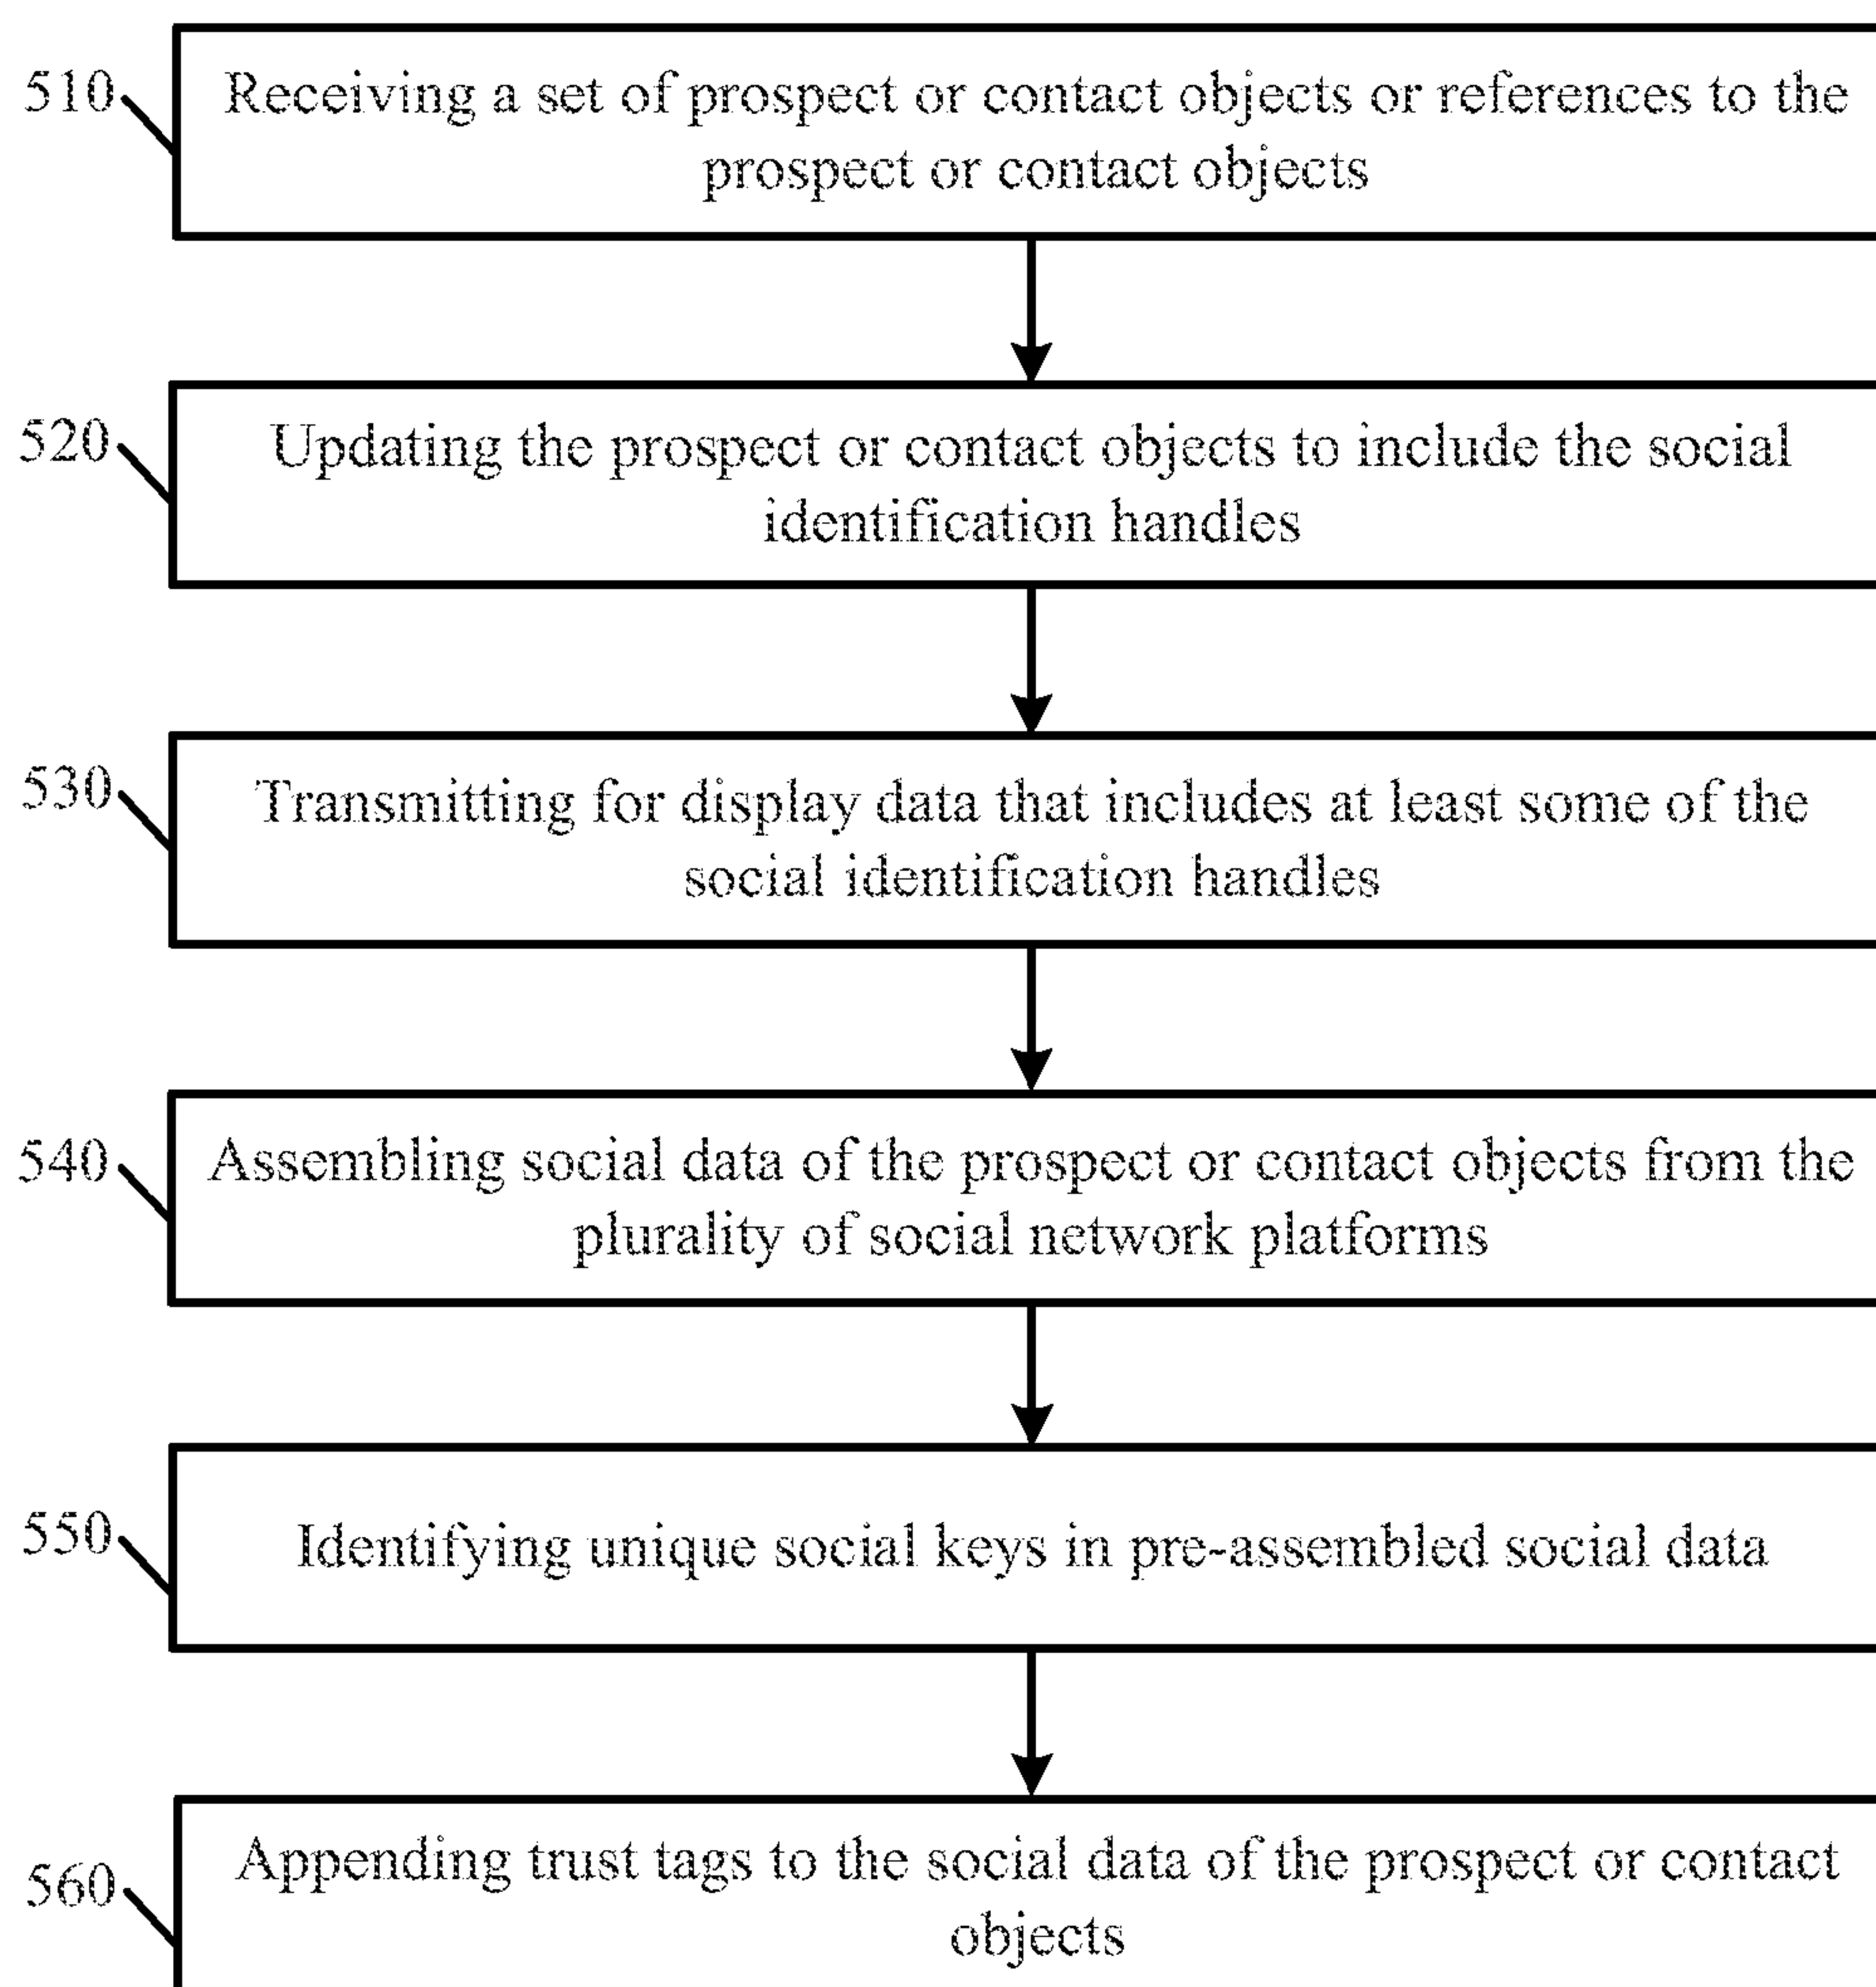 510
Receiving a set of prospect or contact objects or references to the
prospect or contact objects
520
Updating the prospect or contact objects to include the social
identification handles
530
Transmitting for display data that includes at least some of the
social identification handles
540
Assembling social data of the prospect or contact objects from the
plurality of social network platforms
550
Identifying unique social keys in pre-assembled social data
560
Appending trust tags to the social data of the prospect or contact
objects